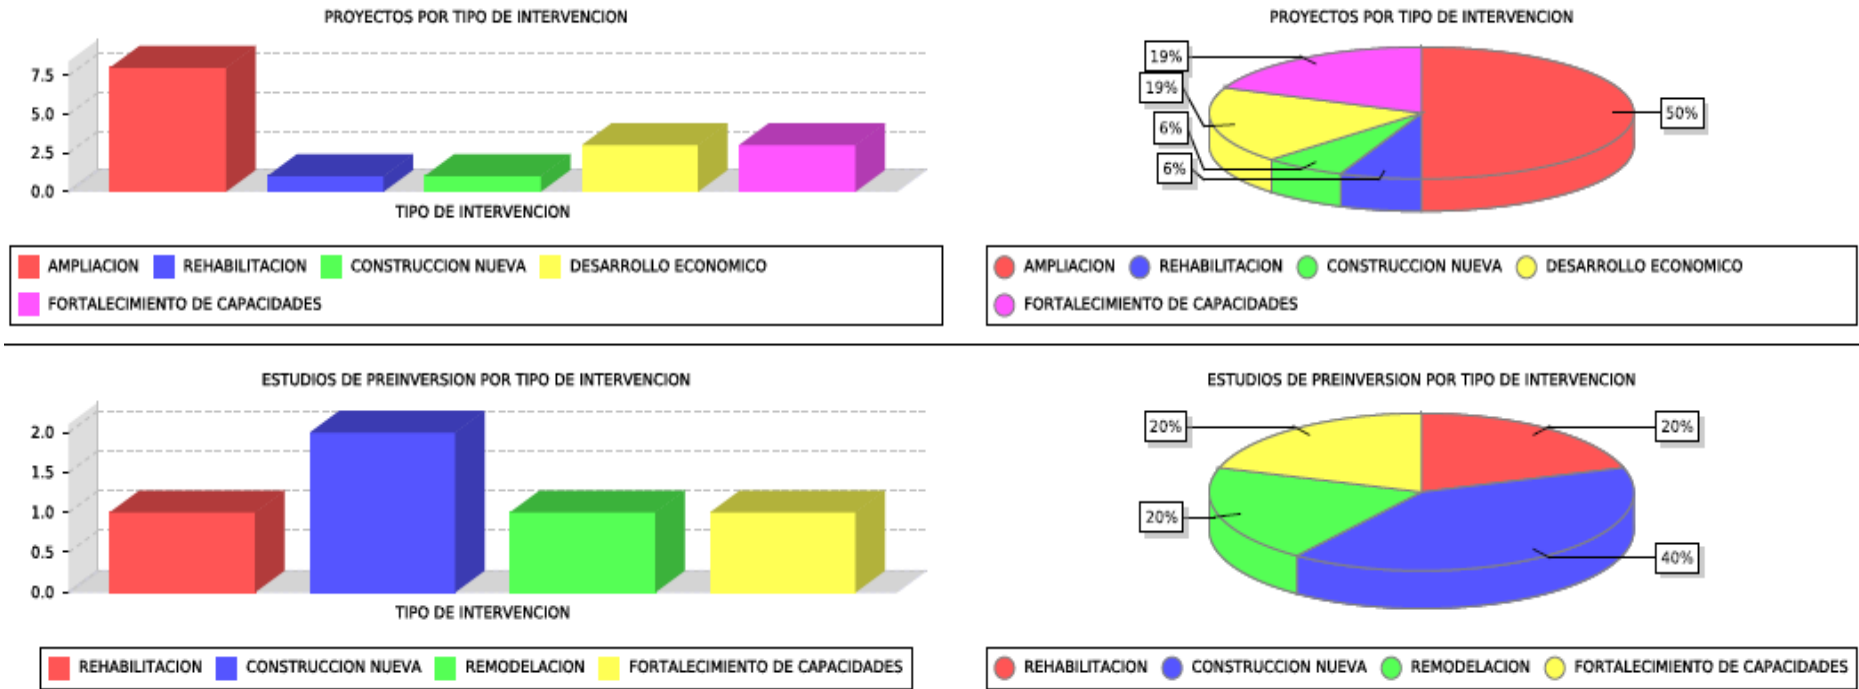 PROYECTOS POR TIPO DE INTERVENCION
7.5
5.0
2.5
0.0
TIPO DE INTERVENCION
AMPLIACION REHABILITACION CONSTRUCCION NUEVA DESARROLLO ECONOMICO
FORTALECIMIENTO DE CAPACIDADES
PROYECTOS POR TIPO DE INTERVENCION
19%
19%
6%
6%
50%
AMPLIACION REHABILITACION CONSTRUCCION NUEVA DESARROLLO ECONOMICO
FORTALECIMIENTO DE CAPACIDADES
ESTUDIOS DE PREINVERSION POR TIPO DE INTERVENCION
2.0
1.5
1.0
0.5
0.0
TIPO DE INTERVENCION
REHABILITACION CONSTRUCCION NUEVA REMODELACION FORTALECIMIENTO DE CAPACIDADES
ESTUDIOS DE PREINVERSION POR TIPO DE INTERVENCION
20%
20%
20%
40%
REHABILITACION CONSTRUCCION NUEVA REMODELACION FORTALECIMIENTO DE CAPACIDADES